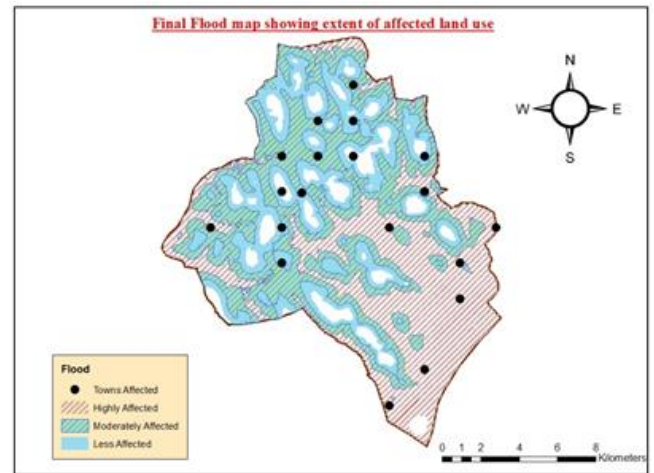 Final Flood map showing extent of affected land use
N
W E
S
Flood
Towns Affected
Highly Affected
Moderately Affected
Less Affected
0 1 2 4 6 8
Kilometers